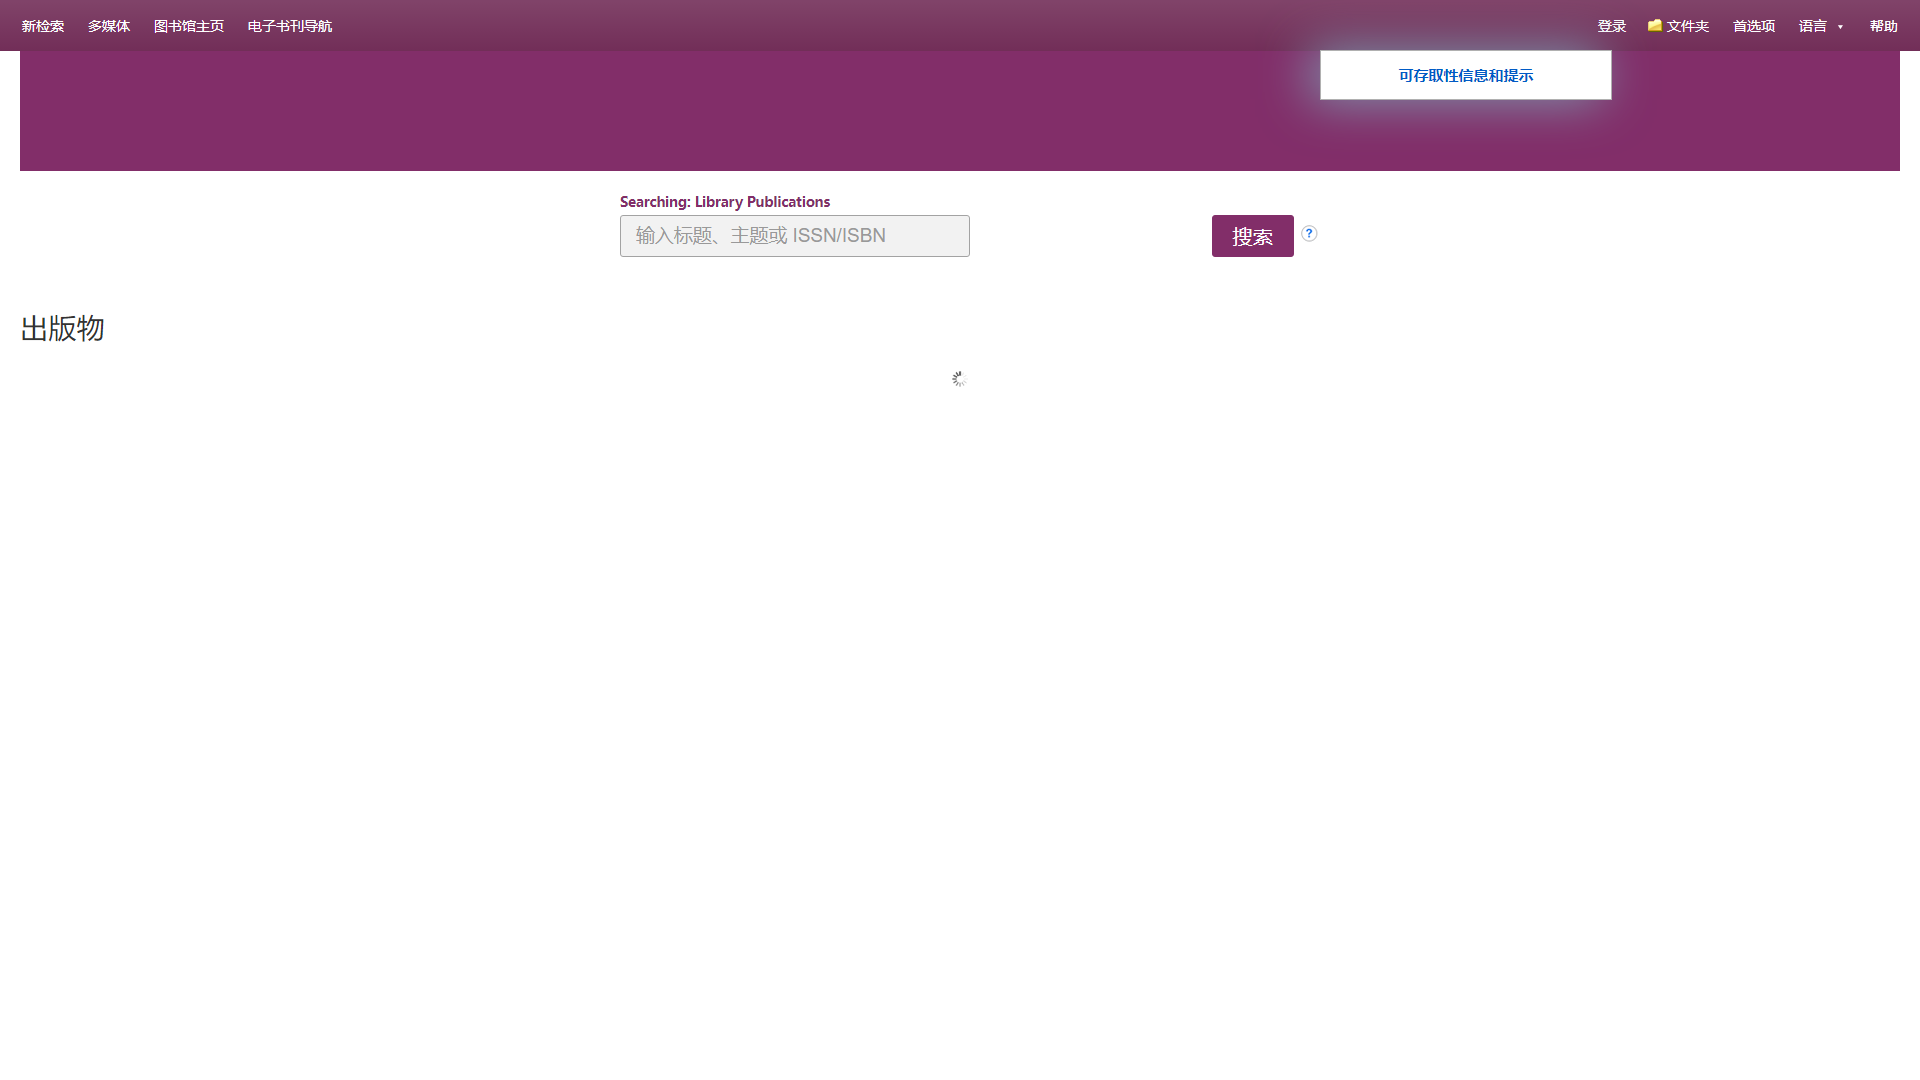 新检索 多媒体 图书馆主页 电子书刊导航 登录 文件夹 首选项 语言 帮助
可存取性信息和提示
Searching: Library Publications
输入标题、主题或 ISSN/ISBN 搜索 ?
出版物